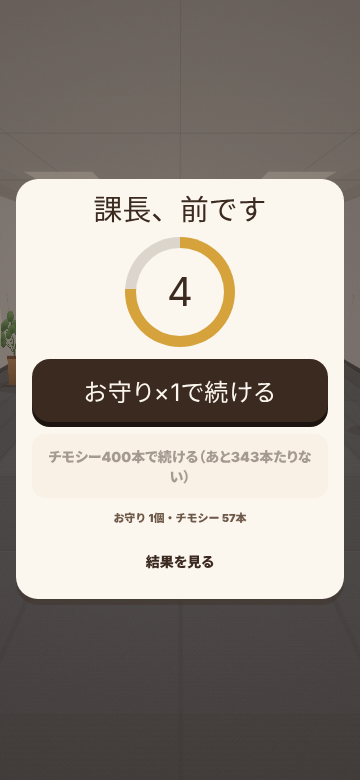 課長、前です
4
お守り×1で続ける
チモシー400本で続ける（あと343本たりな
い）
お守り 1個・チモシー 57本
結果を見る